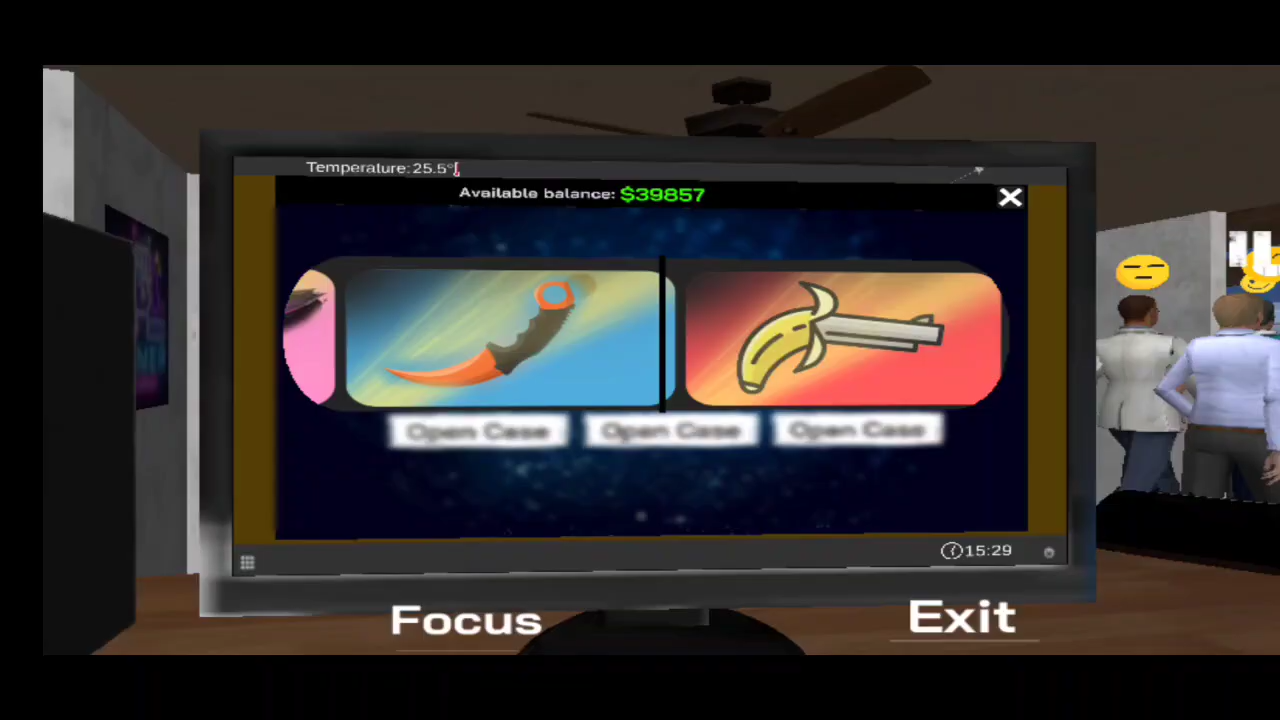 Temperature: 25.5°
Available balance: $39857
Open Case Open Case Open Case
15:29
Focus Exit